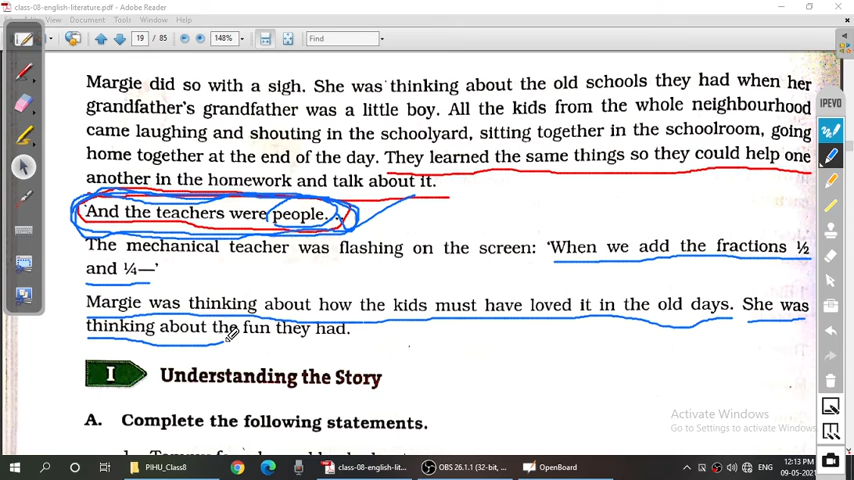 class-08-english-literature.pdf - Adobe Reader
View Document Tools Window Help
19 / 85
148%
Find
Margie did so with a sigh. She was thinking about the old schools they had when her
grandfather's grandfather was a little boy. All the kids from the whole neighbourhood
came laughing and shouting in the schoolyard, sitting together in the schoolroom, going
home together at the end of the day. They learned the same things so they could help one
another in the homework and talk about it.
'And the teachers were people. . .
The mechanical teacher was flashing on the screen: 'When we add the fractions ½
and ¼—'
Margie was thinking about how the kids must have loved it in the old days. She was
thinking about the fun they had.
I Understanding the Story
A. Complete the following statements.
IPEVO
Activate Windows
Go to Settings to activate Windows
PIHU_Class8
class-08-english-lit...
OBS 26.1.1 (32-bit, ...
OpenBoard
ENG
12:13 PM
09-05-2021